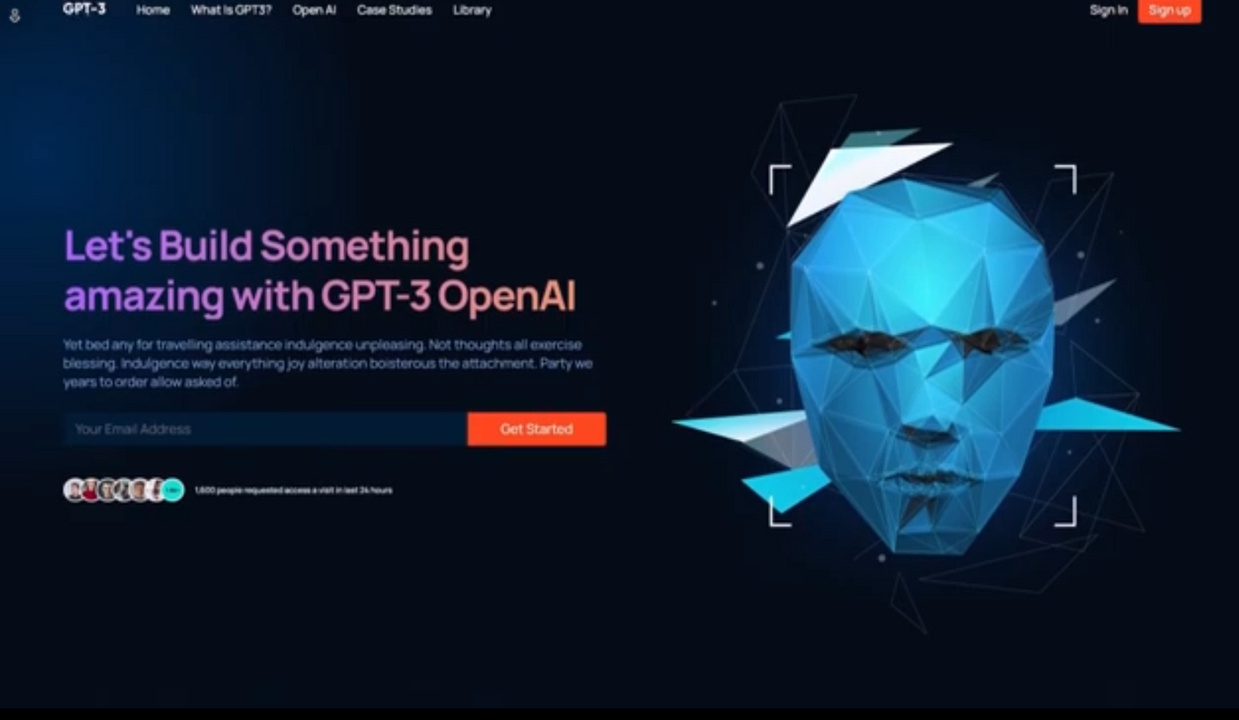 GPT-3 Home What Is GPT3? Open AI Case Studies Library Sign In Sign up
Let's Build Something
amazing with GPT-3 OpenAI
Yet bed any for travelling assistance indulgence unpleasing. Not thoughts all exercise
blessing. Indulgence way everything joy alteration boisterous the attachment. Party we
years to order allow asked of.
Your Email Address Get Started
1,600 people requested access a visit in last 24 hours